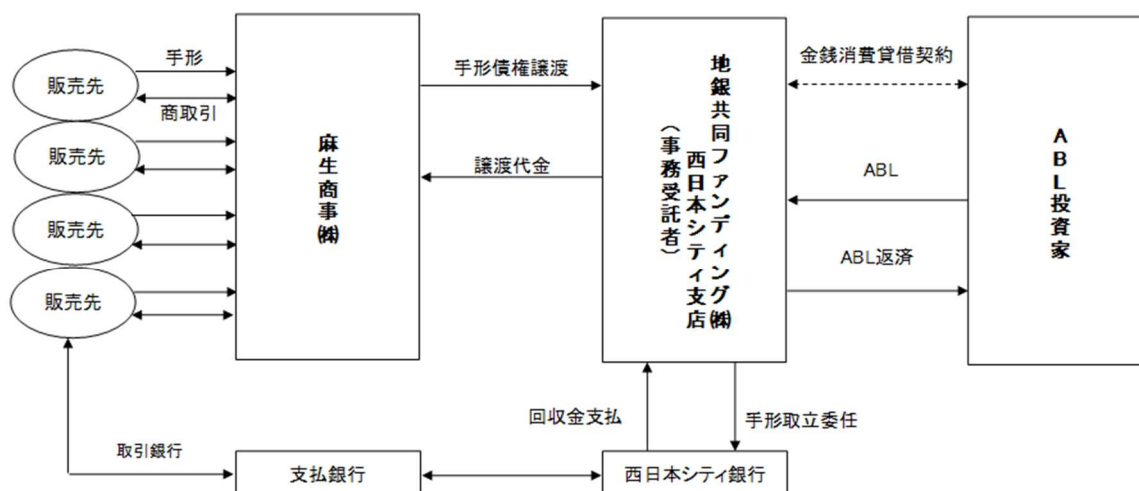 販売先
販売先
販売先
販売先
手形
商取引
麻生商事㈱
手形債権譲渡
譲渡代金
地銀共同ファンディング㈱
西日本シティ支店
（事務受託者）
金銭消費貸借契約
ABL
ABL返済
ABL投資家
回収金支払
手形取立委任
取引銀行
支払銀行
西日本シティ銀行